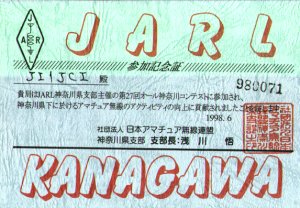 JARL
参加記念証
JI1JCI 殿
980071
貴局はJARL神奈川県支部主催の第27回オール神奈川コンテストに参加され、
神奈川県下に於けるアマチュア無線のアクティビティの向上に貢献されました
1998.6
社団法人 日本アマチュア無線連盟
神奈川県支部 支部長:浅川 悟
KANAGAWA